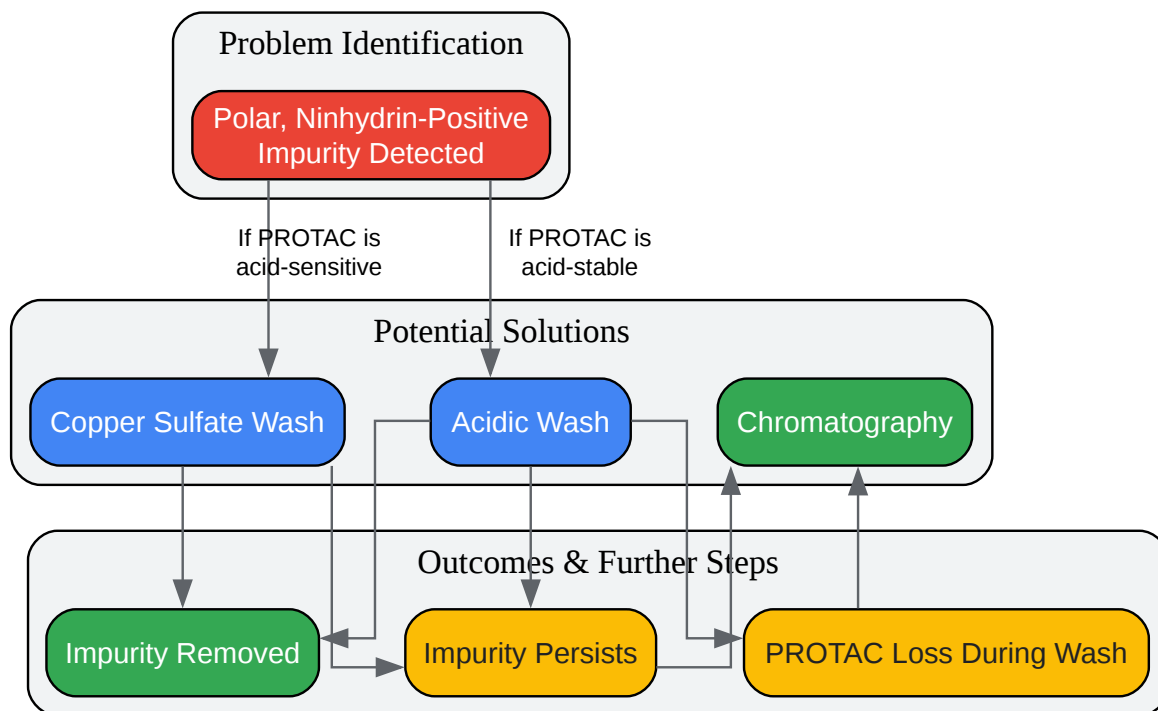 Problem Identification
Polar, Ninhydrin-Positive
Impurity Detected
If PROTAC is
acid-sensitive
If PROTAC is
acid-stable
Potential Solutions
Copper Sulfate Wash
Acidic Wash
Chromatography
Outcomes & Further Steps
Impurity Removed
Impurity Persists
PROTAC Loss During Wash